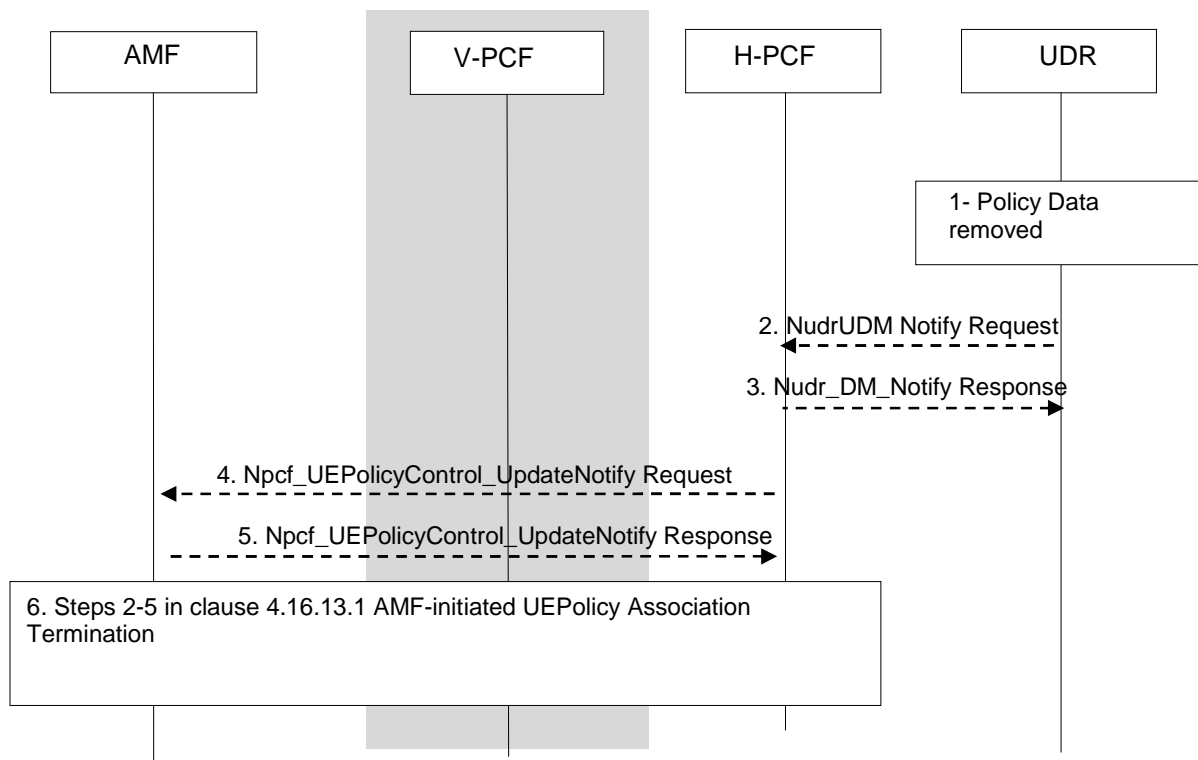 AMF
V-PCF
H-PCF
UDR
1- Policy Data
removed
2. NudrUDM Notify Request
3. Nudr_DM_Notify Response
4. Npcf_UEPolicyControl_UpdateNotify Request
5. Npcf_UEPolicyControl_UpdateNotify Response
6. Steps 2-5 in clause 4.16.13.1 AMF-initiated UEPolicy Association
Termination